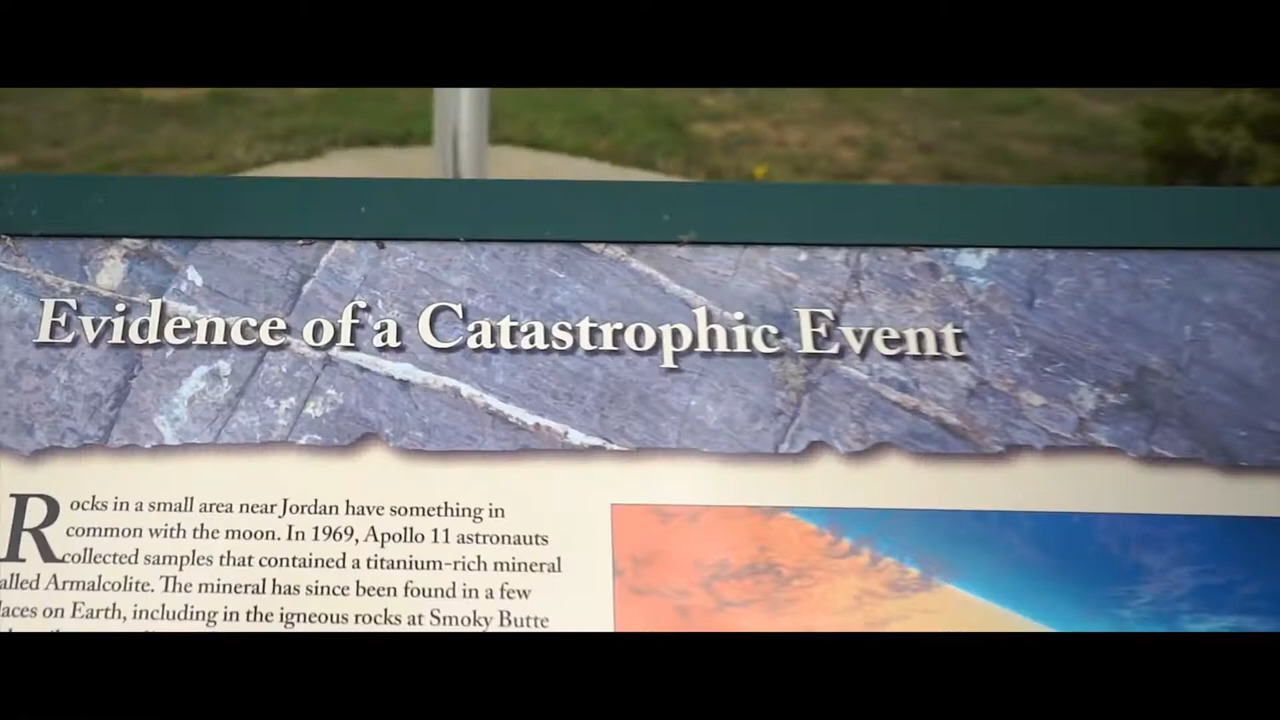 Evidence of a Catastrophic Event
Rocks in a small area near Jordan have something in
common with the moon. In 1969, Apollo 11 astronauts
collected samples that contained a titanium-rich mineral
alled Armalcolite. The mineral has since been found in a few
laces on Earth, including in the igneous rocks at Smoky Butte